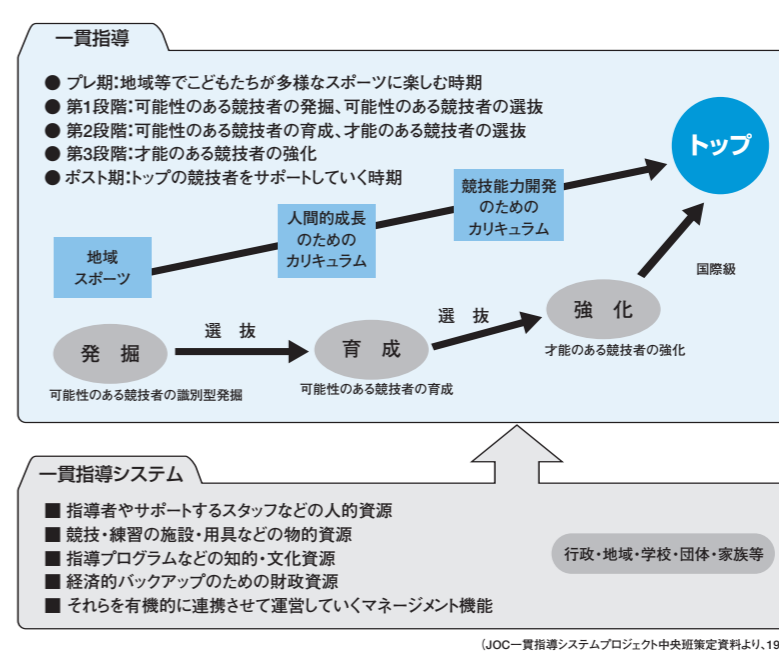 一貫指導
● プレ期:地域等でこどもたちが多様なスポーツに楽しむ時期
● 第1段階:可能性のある競技者の発掘、可能性のある競技者の選抜
● 第2段階:可能性のある競技者の育成、才能のある競技者の選抜
● 第3段階:才能のある競技者の強化
● ポスト期:トップの競技者をサポートしていく時期
トップ
競技能力開発
のための
カリキュラム
人間的成長
のための
カリキュラム
地域
スポーツ
国際級
強 化
才能のある競技者の強化
選 抜
育 成
可能性のある競技者の育成
選 抜
発 掘
可能性のある競技者の識別型発掘
一貫指導システム
■ 指導者やサポートするスタッフなどの人的資源
■ 競技・練習の施設・用具などの物的資源
■ 指導プログラムなどの知的・文化資源
■ 経済的バックアップのための財政資源
■ それらを有機的に連携させて運営していくマネージメント機能
行政・地域・学校・団体・家族等
(JOC一貫指導システムプロジェクト中央班策定資料より、19